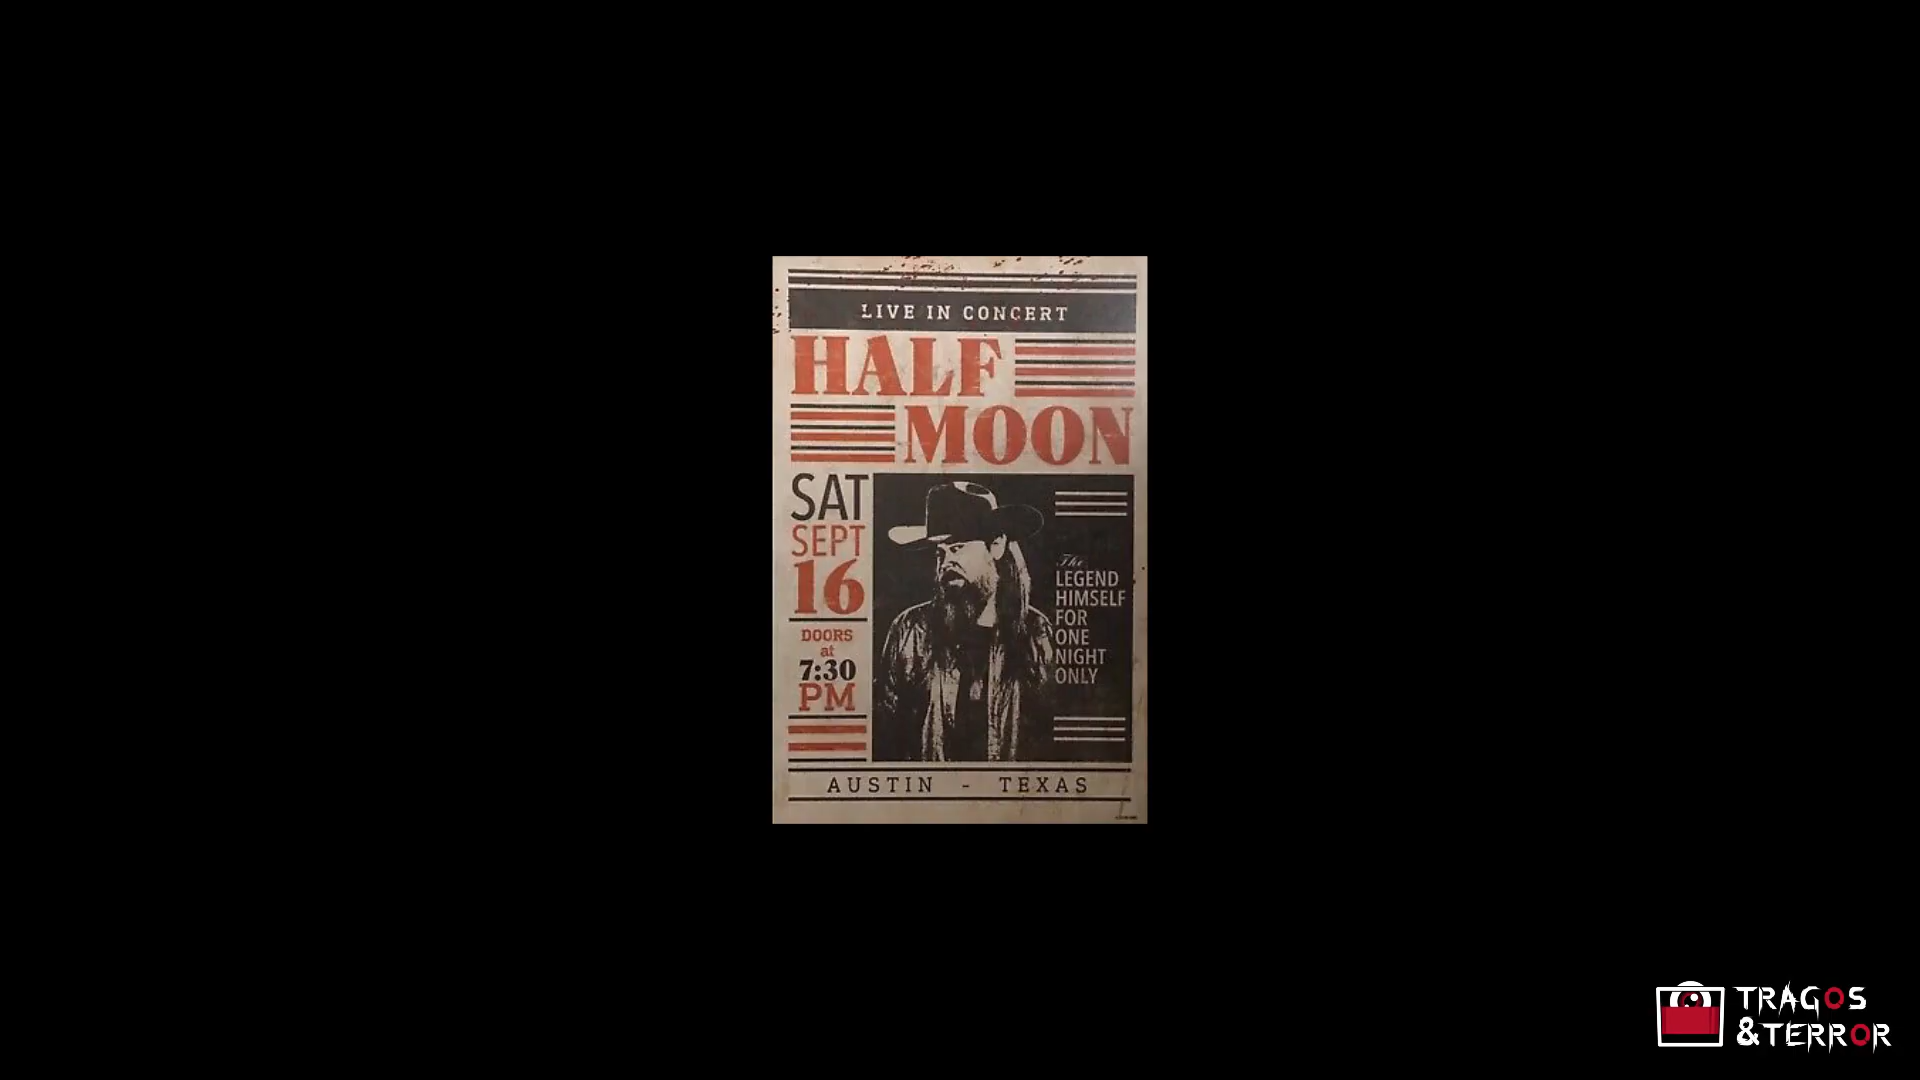 LIVE IN CONCERT
HALF
MOON
SAT
SEPT
16
DOORS
at
7:30
PM
The
LEGEND
HIMSELF
FOR
ONE
NIGHT
ONLY
AUSTIN - TEXAS
TRAGOS
&TERROR